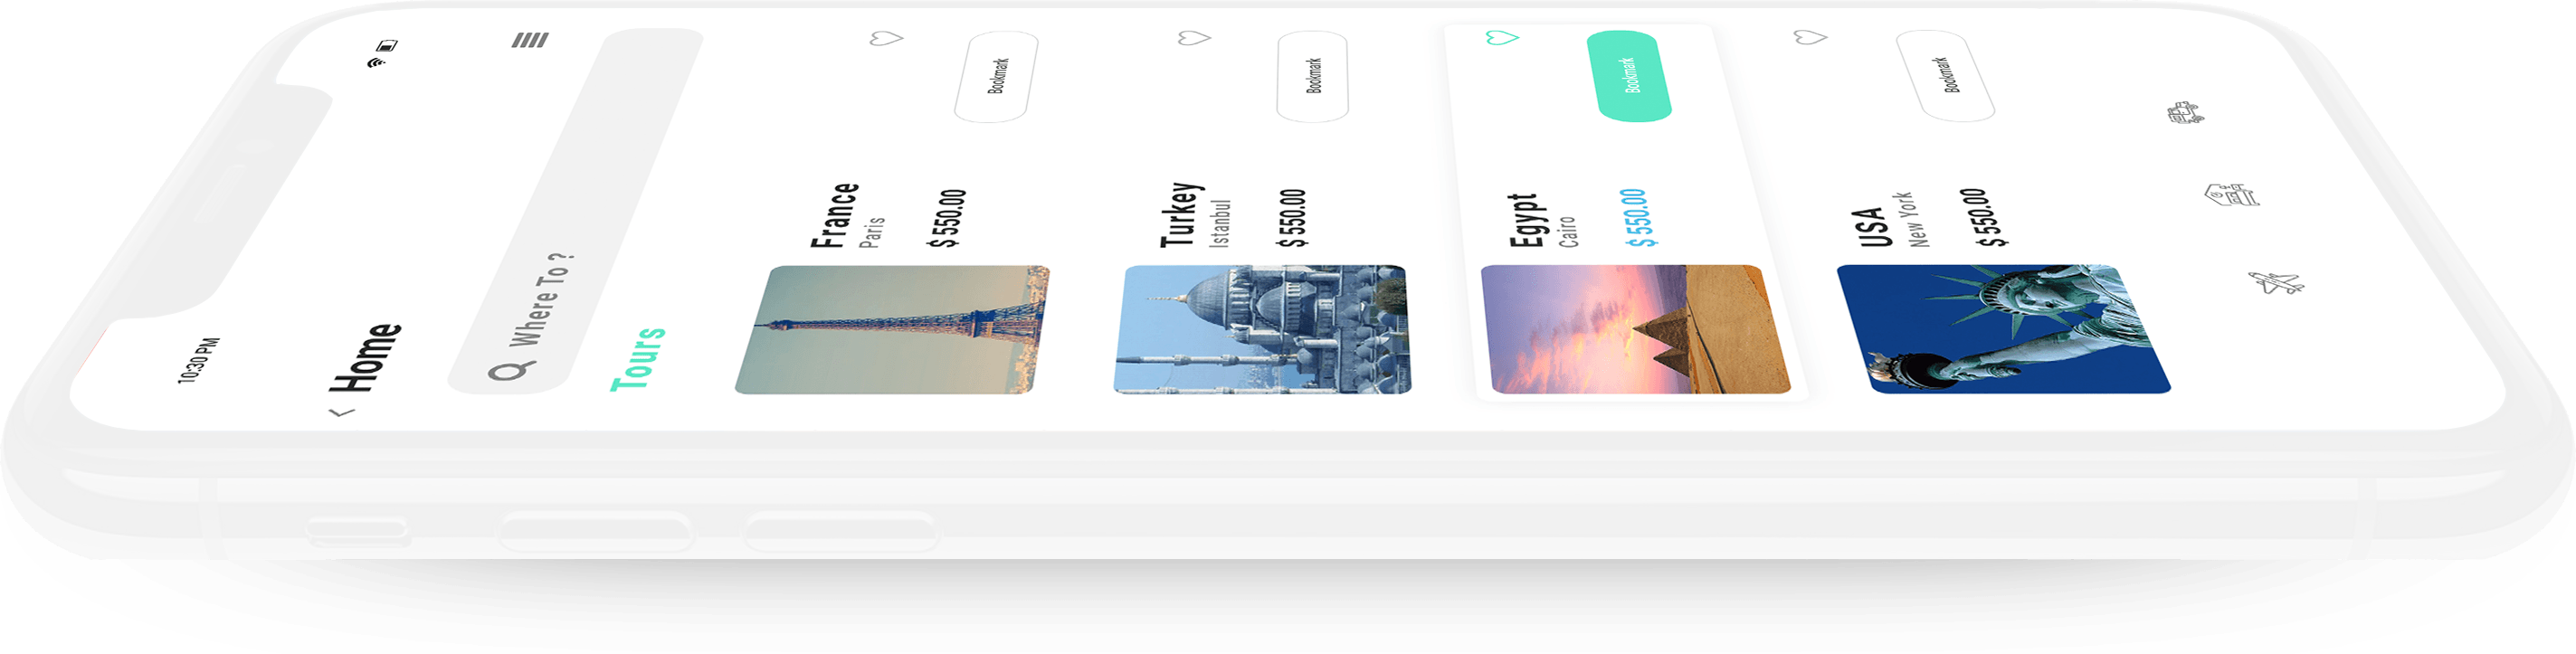 10:30 PM
Home
Where To ?
Tours
France
Paris
$ 550.00
Bookmark
Turkey
Istanbul
$ 550.00
Bookmark
Egypt
Cairo
$ 550.00
Bookmark
USA
New York
$ 550.00
Bookmark